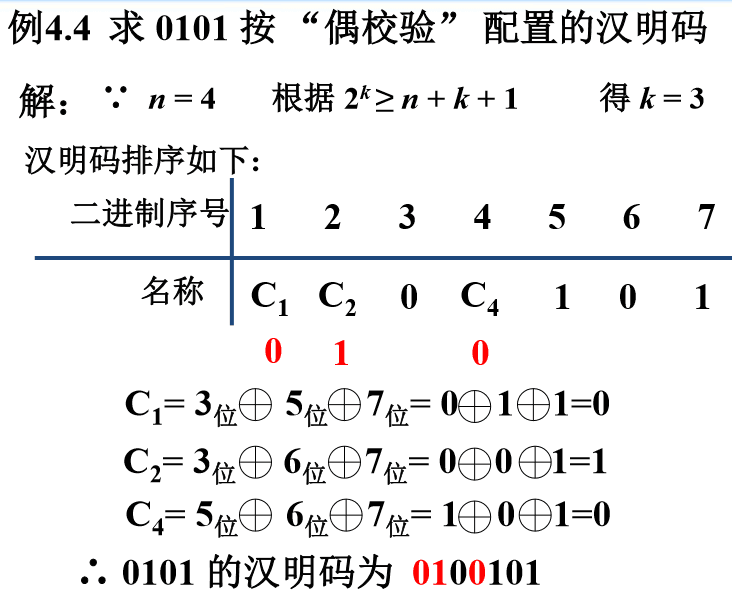 例4.4 求 0101 按 “偶校验” 配置的汉明码
解： ∵ n = 4 根据 2ᵏ ≥ n + k + 1 得 k = 3
汉明码排序如下：
二进制序号 1 2 3 4 5 6 7
名称 C₁ C₂ 0 C₄ 1 0 1
0 1 0
C₁= 3位⊕ 5位⊕7位= 0⊕1⊕1=0
C₂= 3位⊕ 6位⊕7位= 0⊕0⊕1=1
C₄= 5位⊕ 6位⊕7位= 1⊕0⊕1=0
∴ 0101 的汉明码为 0100101